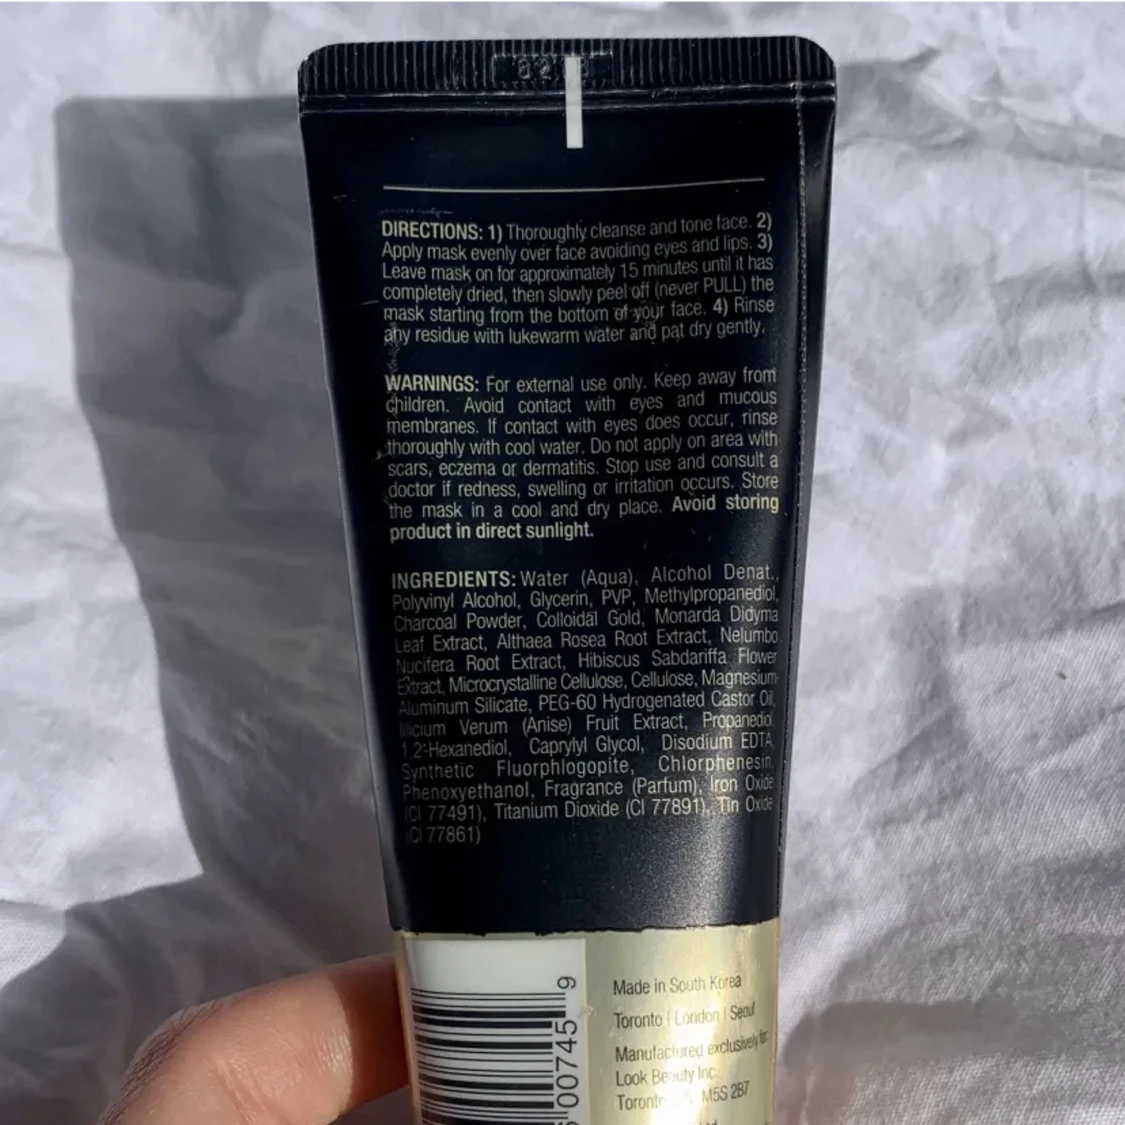 DIRECTIONS: 1) Thoroughly cleanse and tone face. 2)
Apply mask evenly over face avoiding eyes and lips. 3)
Leave mask on for approximately 15 minutes until it has
completely dried, then slowly peel off (never PULL) the
mask starting from the bottom of your face. 4) Rinse
any residue with lukewarm water and pat dry gently.
WARNINGS: For external use only. Keep away from
children. Avoid contact with eyes and mucous
membranes. If contact with eyes does occur, rinse
thoroughly with cool water. Do not apply on area with
scars, eczema or dermatitis. Stop use and consult a
doctor if redness, swelling or irritation occurs. Store
the mask in a cool and dry place. Avoid storing
product in direct sunlight.
INGREDIENTS: Water (Aqua), Alcohol Denat.,
Polyvinyl Alcohol, Glycerin, PVP, Methylpropanediol,
Charcoal Powder, Colloidal Gold, Monarda Didyma
Leaf Extract, Althaea Rosea Root Extract, Nelumbo
Nucifera Root Extract, Hibiscus Sabdariffa Flower
Extract, Microcrystalline Cellulose, Cellulose, Magnesium
Aluminum Silicate, PEG-60 Hydrogenated Castor Oil,
Illicium Verum (Anise) Fruit Extract, Propanediol,
1,2-Hexanediol, Caprylyl Glycol, Disodium EDTA,
Synthetic Fluorphlogopite, Chlorphenesin,
Phenoxyethanol, Fragrance (Parfum), Iron Oxide
(CI 77491), Titanium Dioxide (CI 77891), Tin Oxide
(CI 77861)
00745 9
Made in South Korea
Toronto | London | Seoul
Manufactured exclusively for:
Look Beauty Inc.
M5S 2B7